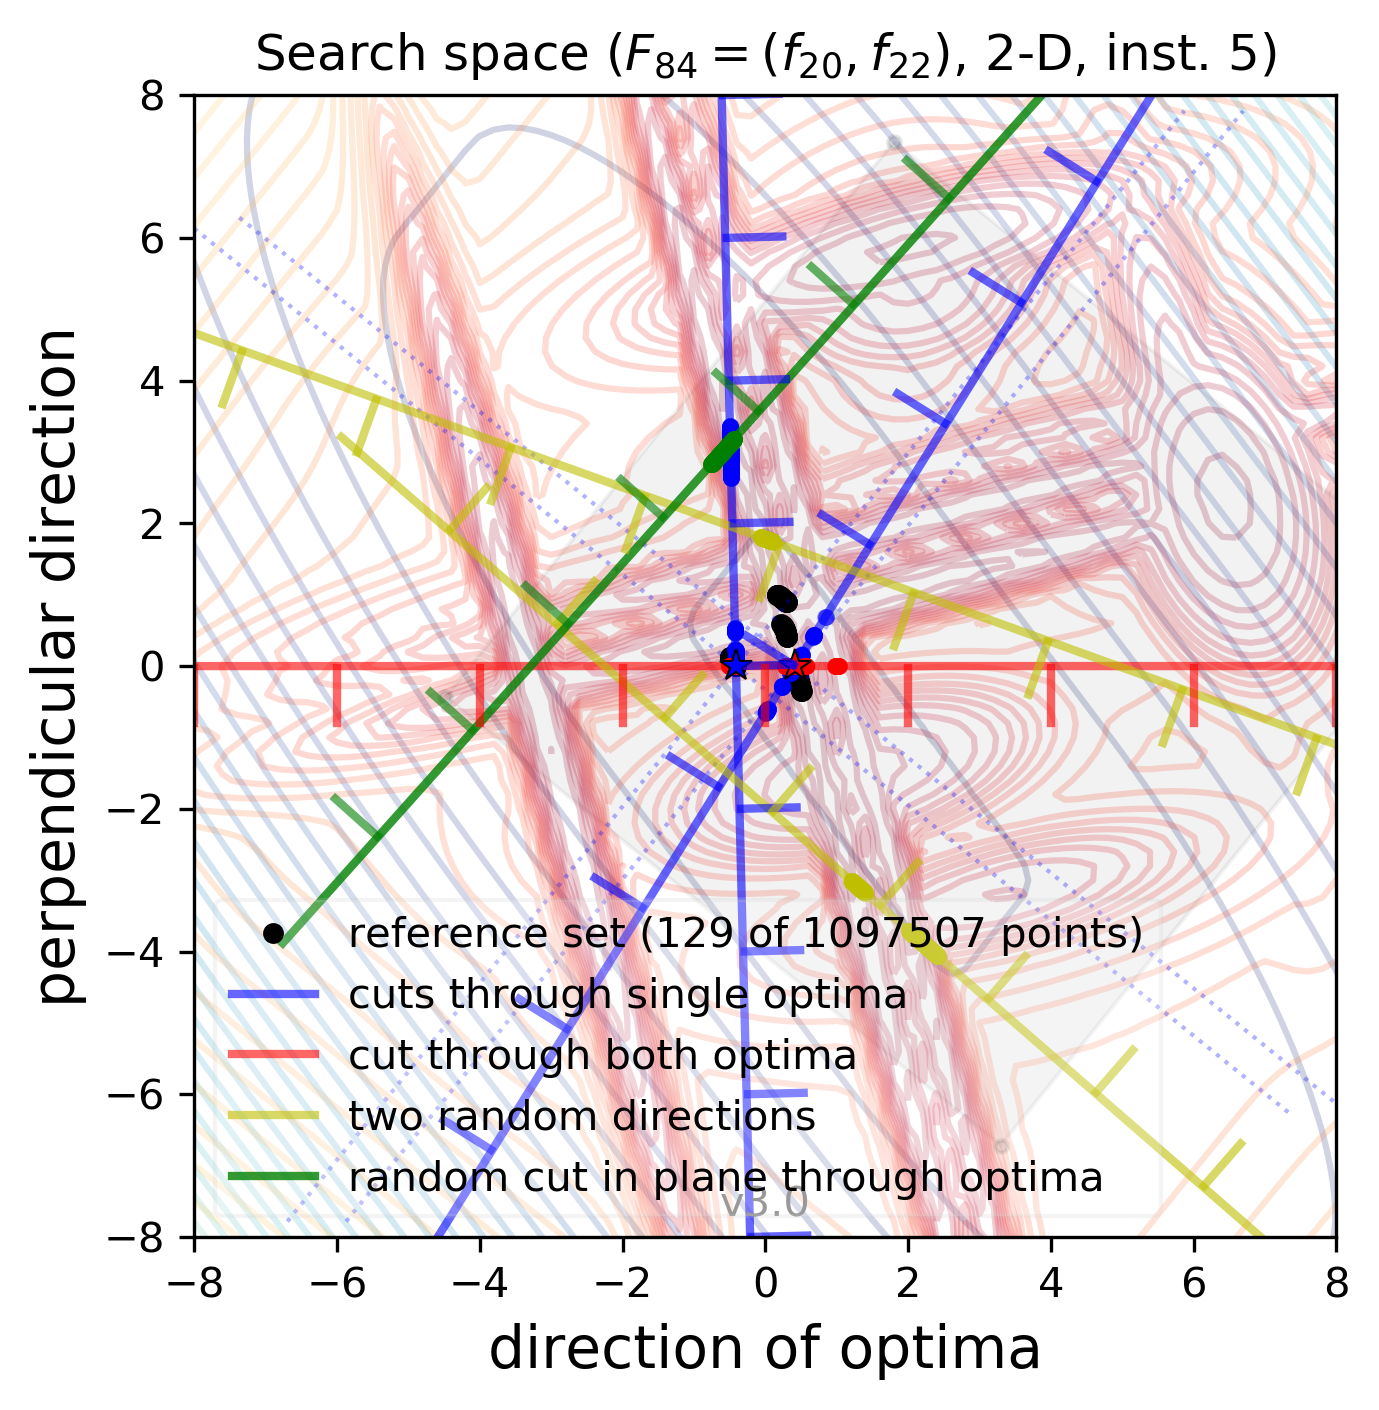 Search space (F84 = (f20, f22), 2-D, inst. 5)
8
6
4
2
0
−2
−4
−6
−8
perpendicular direction
reference set (129 of 1097507 points)
cuts through single optima
cut through both optima
two random directions
random cut in plane through optima
v3.0
−8 −6 −4 −2 0 2 4 6 8
direction of optima